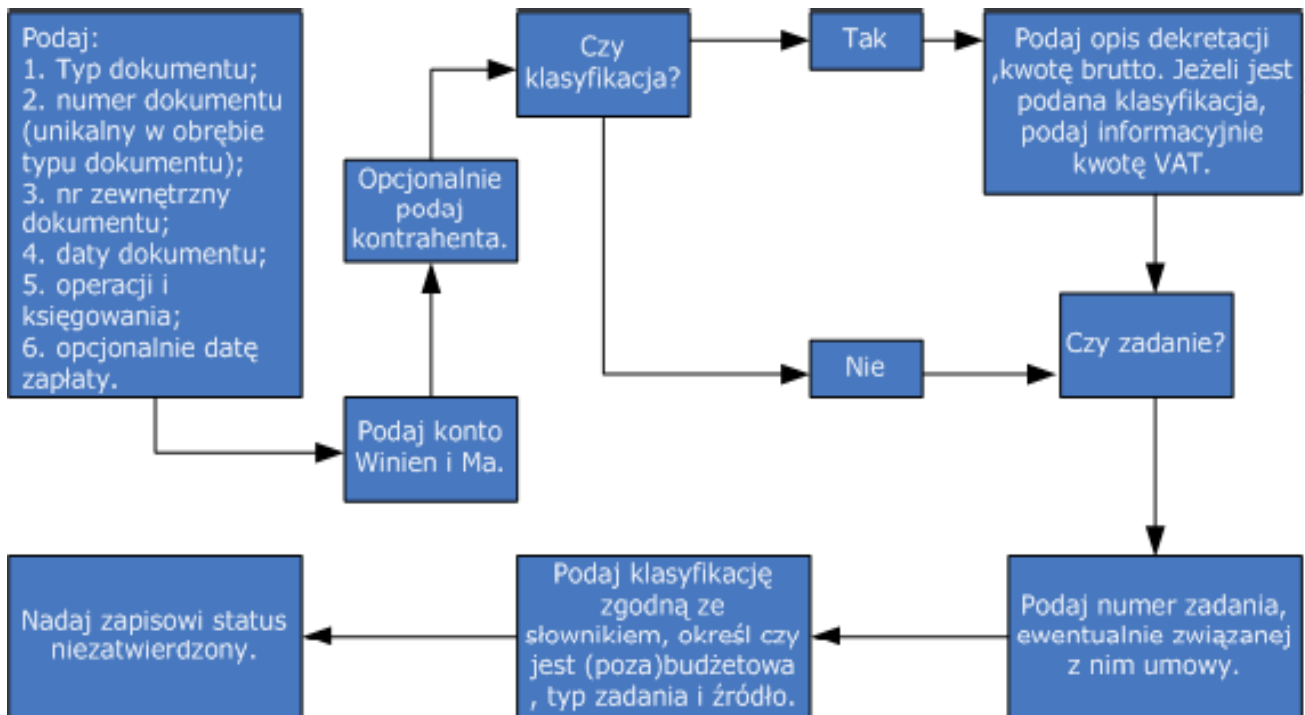 Podaj:
1. Typ dokumentu;
2. numer dokumentu
(unikalny w obrębie
typu dokumentu);
3. nr zewnętrzny
dokumentu;
4. daty dokumentu;
5. operacji i
księgowania;
6. opcjonalnie datę
zapłaty.
Podaj konto
Winien i Ma.
Opcjonalnie
podaj
kontrahenta.
Czy
klasyfikacja?
Tak
Podaj opis dekretacji
,kwotę brutto. Jeżeli jest
podana klasyfikacja,
podaj informacyjnie
kwotę VAT.
Nie
Czy zadanie?
Podaj numer zadania,
ewentualnie związanej
z nim umowy.
Podaj klasyfikację
zgodną ze
słownikiem, określ czy
jest (poza)budżetowa
, typ zadania i źródło.
Nadaj zapisowi status
niezatwierdzony.